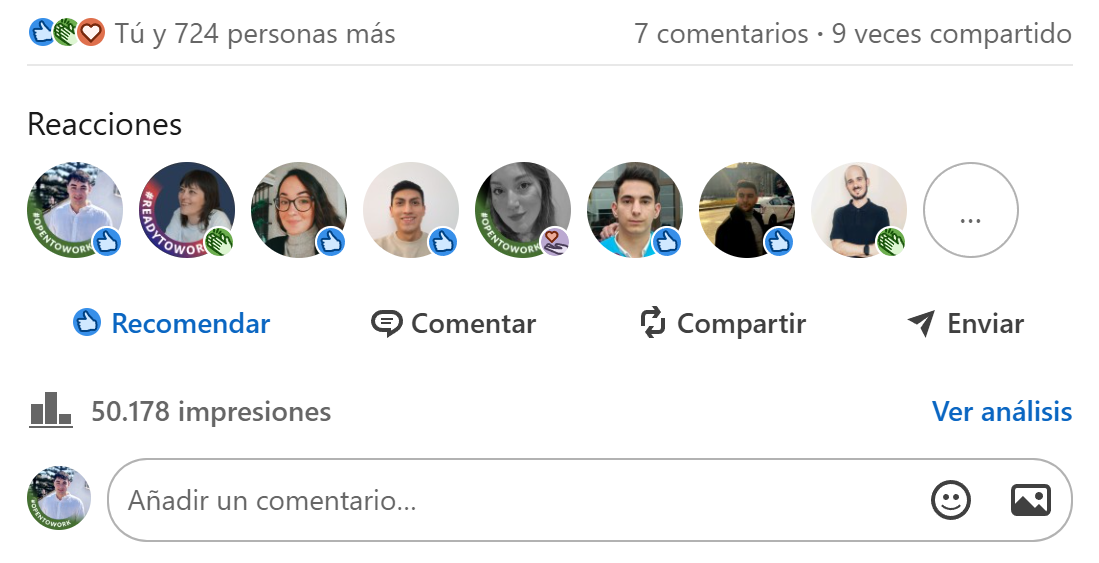 Tú y 724 personas más
7 comentarios · 9 veces compartido
Reacciones
#OPENTOWORK
#READYTOWOR
#OPENTOWORK
...
Recomendar
Comentar
Compartir
Enviar
50.178 impresiones
Ver análisis
#OPENTOWORK
Añadir un comentario...